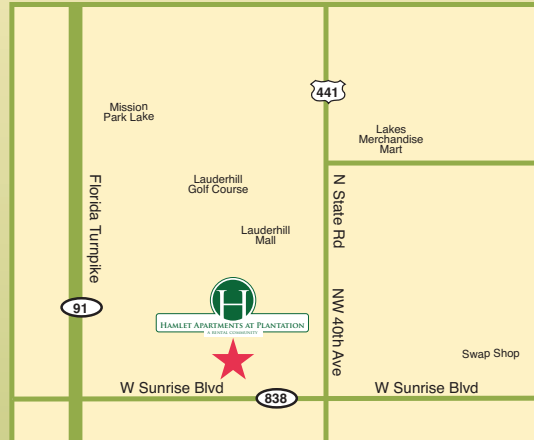 441
Mission
Park Lake
Lakes
Merchandise
Mart
Lauderhill
Golf Course
Florida Turnpike
N State Rd
Lauderhill
Mall
91
H
HAMLET APARTMENTS AT PLANTATION
A RENTAL COMMUNITY
NW 40th Ave
Swap Shop
W Sunrise Blvd
838
W Sunrise Blvd